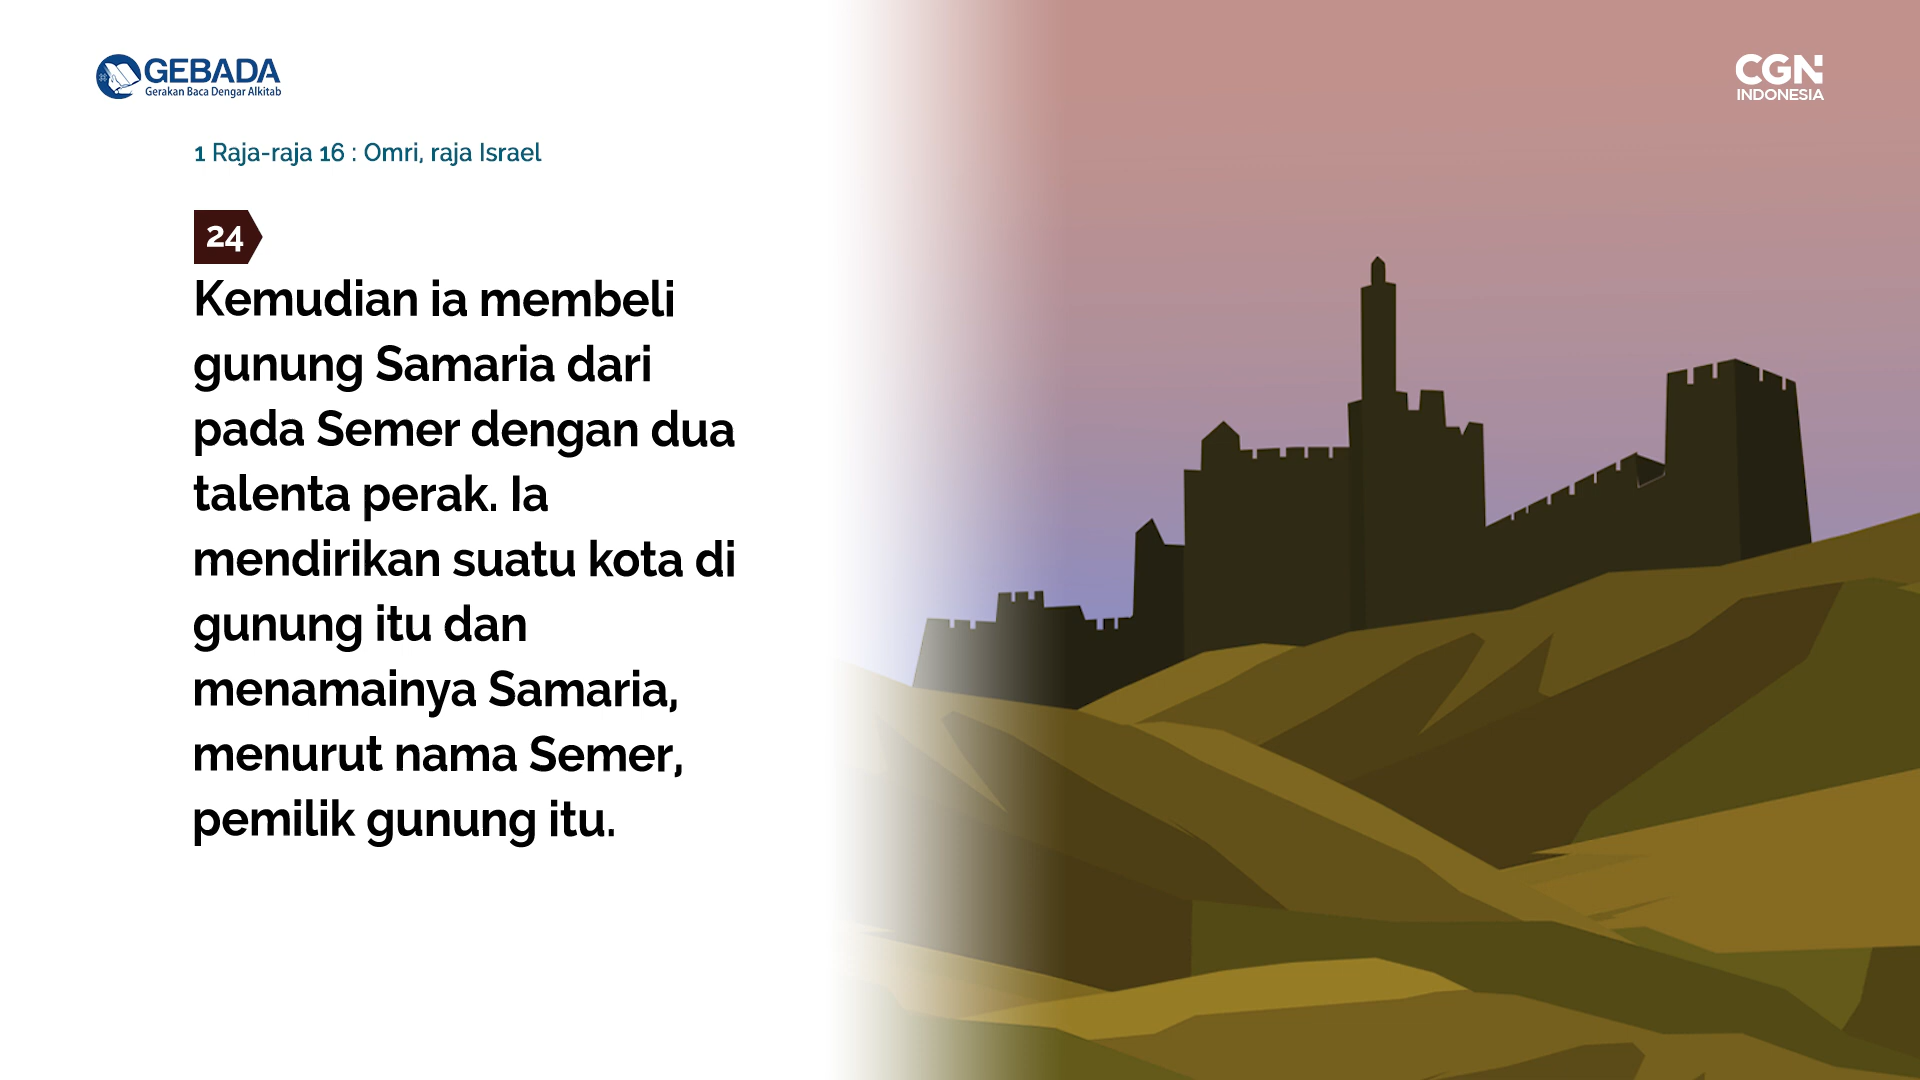 GEBADA
Gerakan Baca Dengar Alkitab
CGN
INDONESIA
1 Raja-raja 16 : Omri, raja Israel
24
Kemudian ia membeli
gunung Samaria dari
pada Semer dengan dua
talenta perak. Ia
mendirikan suatu kota di
gunung itu dan
menamainya Samaria,
menurut nama Semer,
pemilik gunung itu.